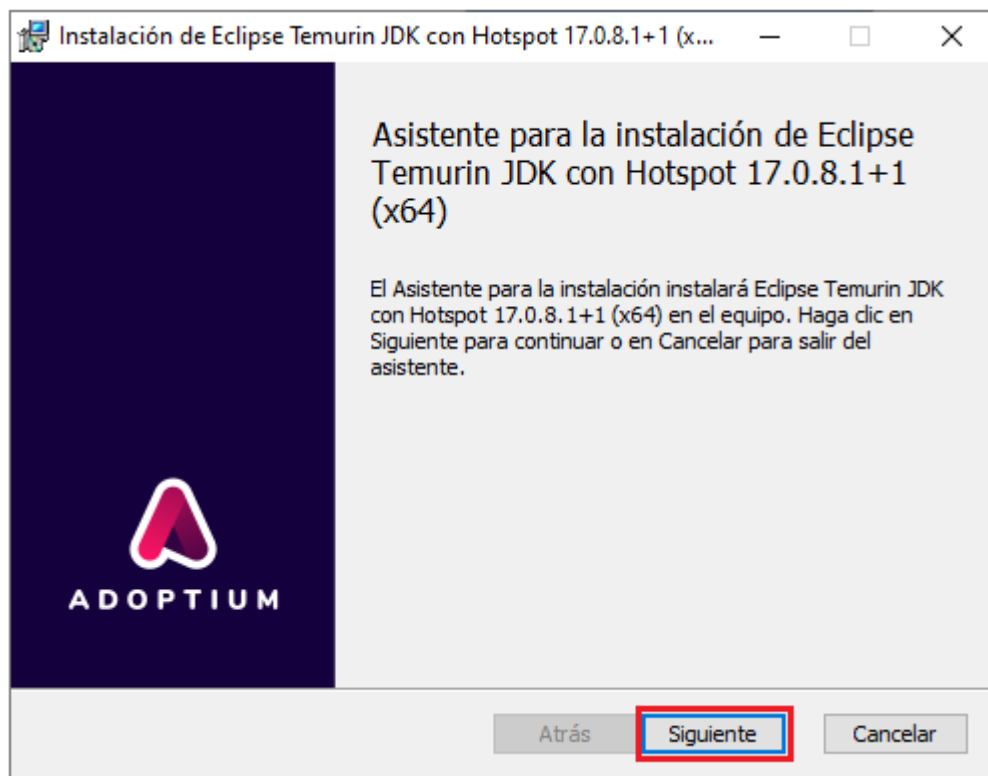 Instalación de Eclipse Temurin JDK con Hotspot 17.0.8.1+1 (x...
Asistente para la instalación de Eclipse
Temurin JDK con Hotspot 17.0.8.1+1
(x64)
El Asistente para la instalación instalará Eclipse Temurin JDK
con Hotspot 17.0.8.1+1 (x64) en el equipo. Haga clic en
Siguiente para continuar o en Cancelar para salir del
asistente.
ADOPTIUM
Atrás Siguiente Cancelar